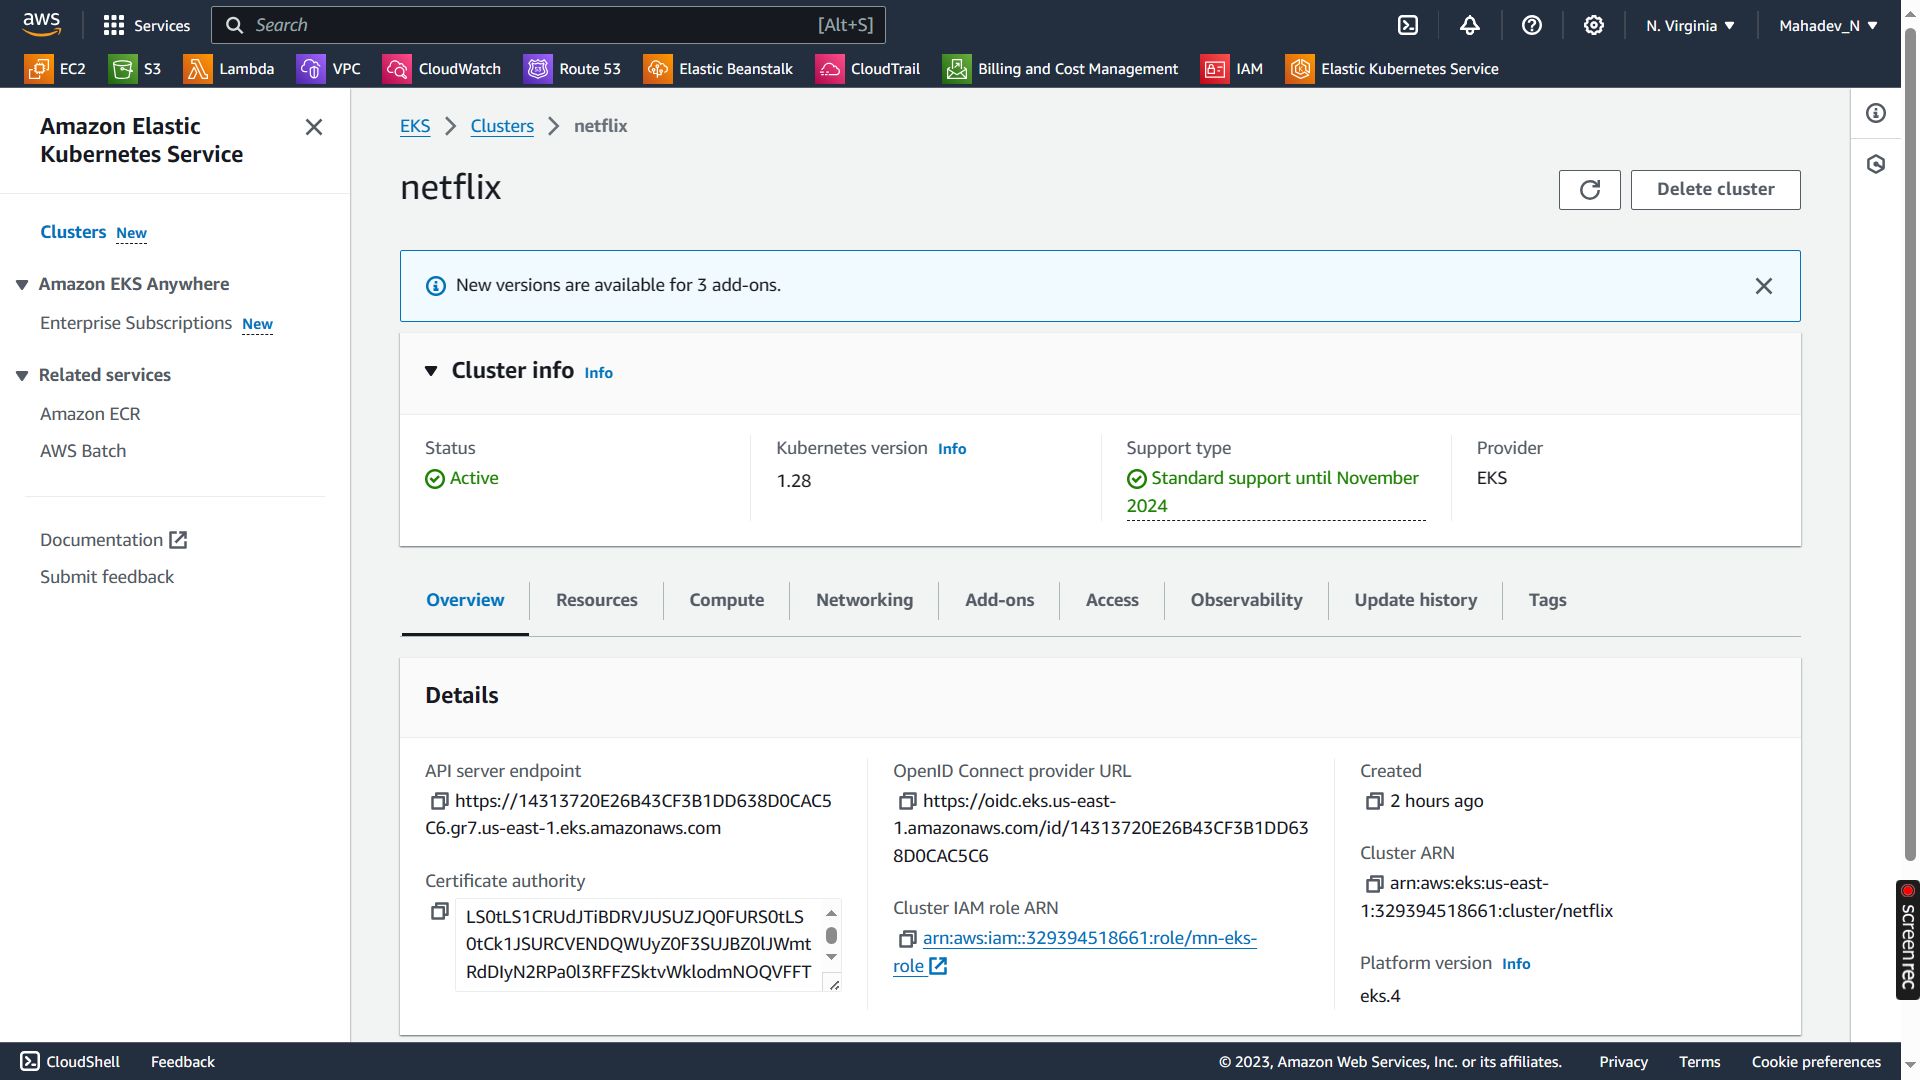 aws
Services
Search
[Alt+S]
N. Virginia
Mahadev_N
EC2
S3
Lambda
VPC
CloudWatch
Route 53
Elastic Beanstalk
CloudTrail
Billing and Cost Management
IAM
Elastic Kubernetes Service
Amazon Elastic
Kubernetes Service
Clusters New
Amazon EKS Anywhere
Enterprise Subscriptions New
Related services
Amazon ECR
AWS Batch
Documentation
Submit feedback
EKS
Clusters
netflix
netflix
Delete cluster
New versions are available for 3 add-ons.
Cluster info Info
Status
Active
Kubernetes version Info
1.28
Support type
Standard support until November
2024
Provider
EKS
Overview
Resources
Compute
Networking
Add-ons
Access
Observability
Update history
Tags
Details
API server endpoint
https://14313720E26B43CF3B1DD638D0CAC5
C6.gr7.us-east-1.eks.amazonaws.com
Certificate authority
LS0tLS1CRUdJTiBDRVJUSUZJQ0FURS0tLS
0tCk1JSURCVENDQWUyZ0F3SUJBZ0lJWmt
RdDIyN2RPa0l3RFFZSktvWklodmNOQVFFT
OpenID Connect provider URL
https://oidc.eks.us-east-
1.amazonaws.com/id/14313720E26B43CF3B1DD63
8D0CAC5C6
Cluster IAM role ARN
arn:aws:iam::329394518661:role/mn-eks-
role
Created
2 hours ago
Cluster ARN
arn:aws:eks:us-east-
1:329394518661:cluster/netflix
Platform version Info
eks.4
screenrec
CloudShell
Feedback
© 2023, Amazon Web Services, Inc. or its affiliates.
Privacy
Terms
Cookie preferences